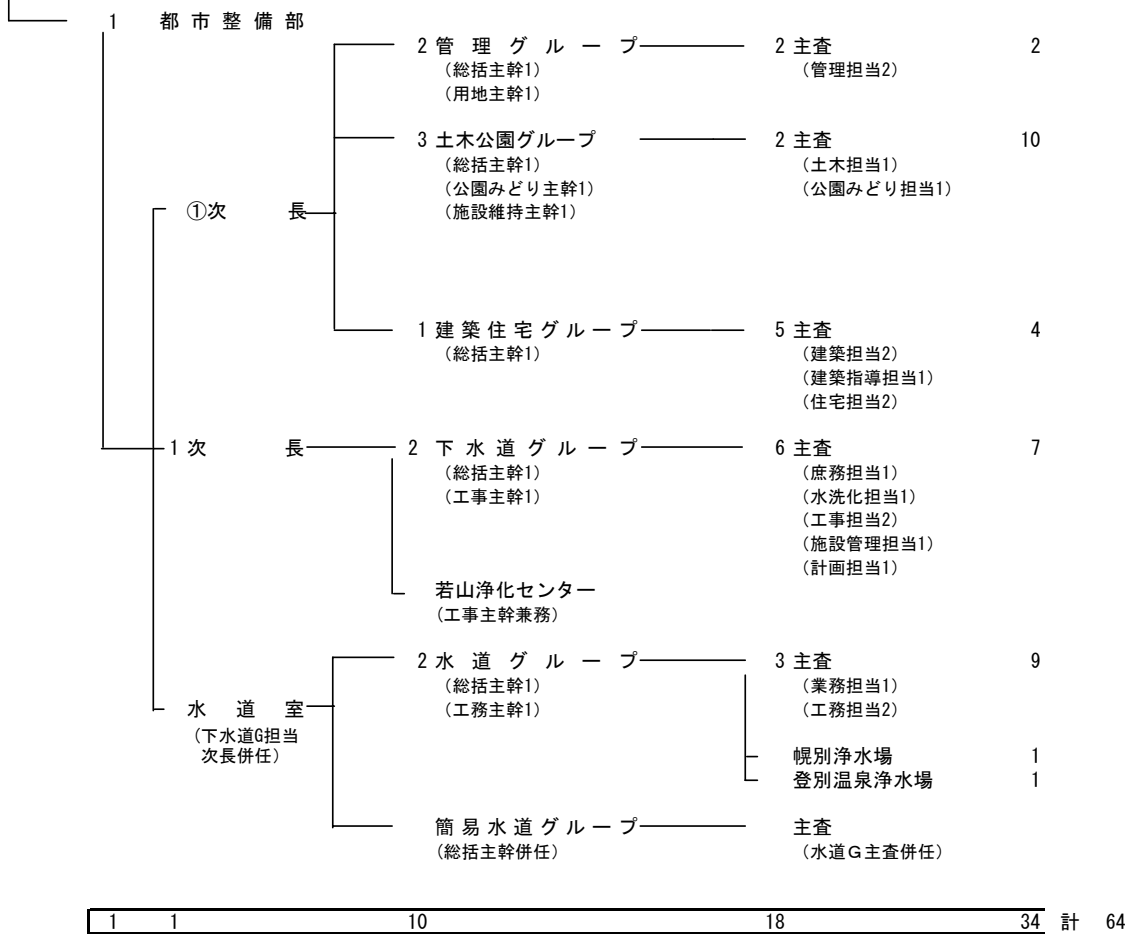 1 都市整備部
2 管理グループ 2 主査 2
（総括主幹1） （管理担当2）
（用地主幹1）
3 土木公園グループ 2 主査 10
（総括主幹1） （土木担当1）
（公園みどり主幹1） （公園みどり担当1）
①次長 （施設維持主幹1）
1 建築住宅グループ 5 主査 4
（総括主幹1） （建築担当2）
（建築指導担当1）
（住宅担当2）
1 次長 2 下水道グループ 6 主査 7
（総括主幹1） （庶務担当1）
（工事主幹1） （水洗化担当1）
（工事担当2）
（施設管理担当1）
（計画担当1）
若山浄化センター
（工事主幹兼務）
2 水道グループ 3 主査 9
（総括主幹1） （業務担当1）
水道室 （工務主幹1） （工務担当2）
（下水道G担当
次長併任） 幌別浄水場 1
登別温泉浄水場 1
簡易水道グループ 主査
（総括主幹併任） （水道Ｇ主査併任）
1 1 10 18 34 計 64